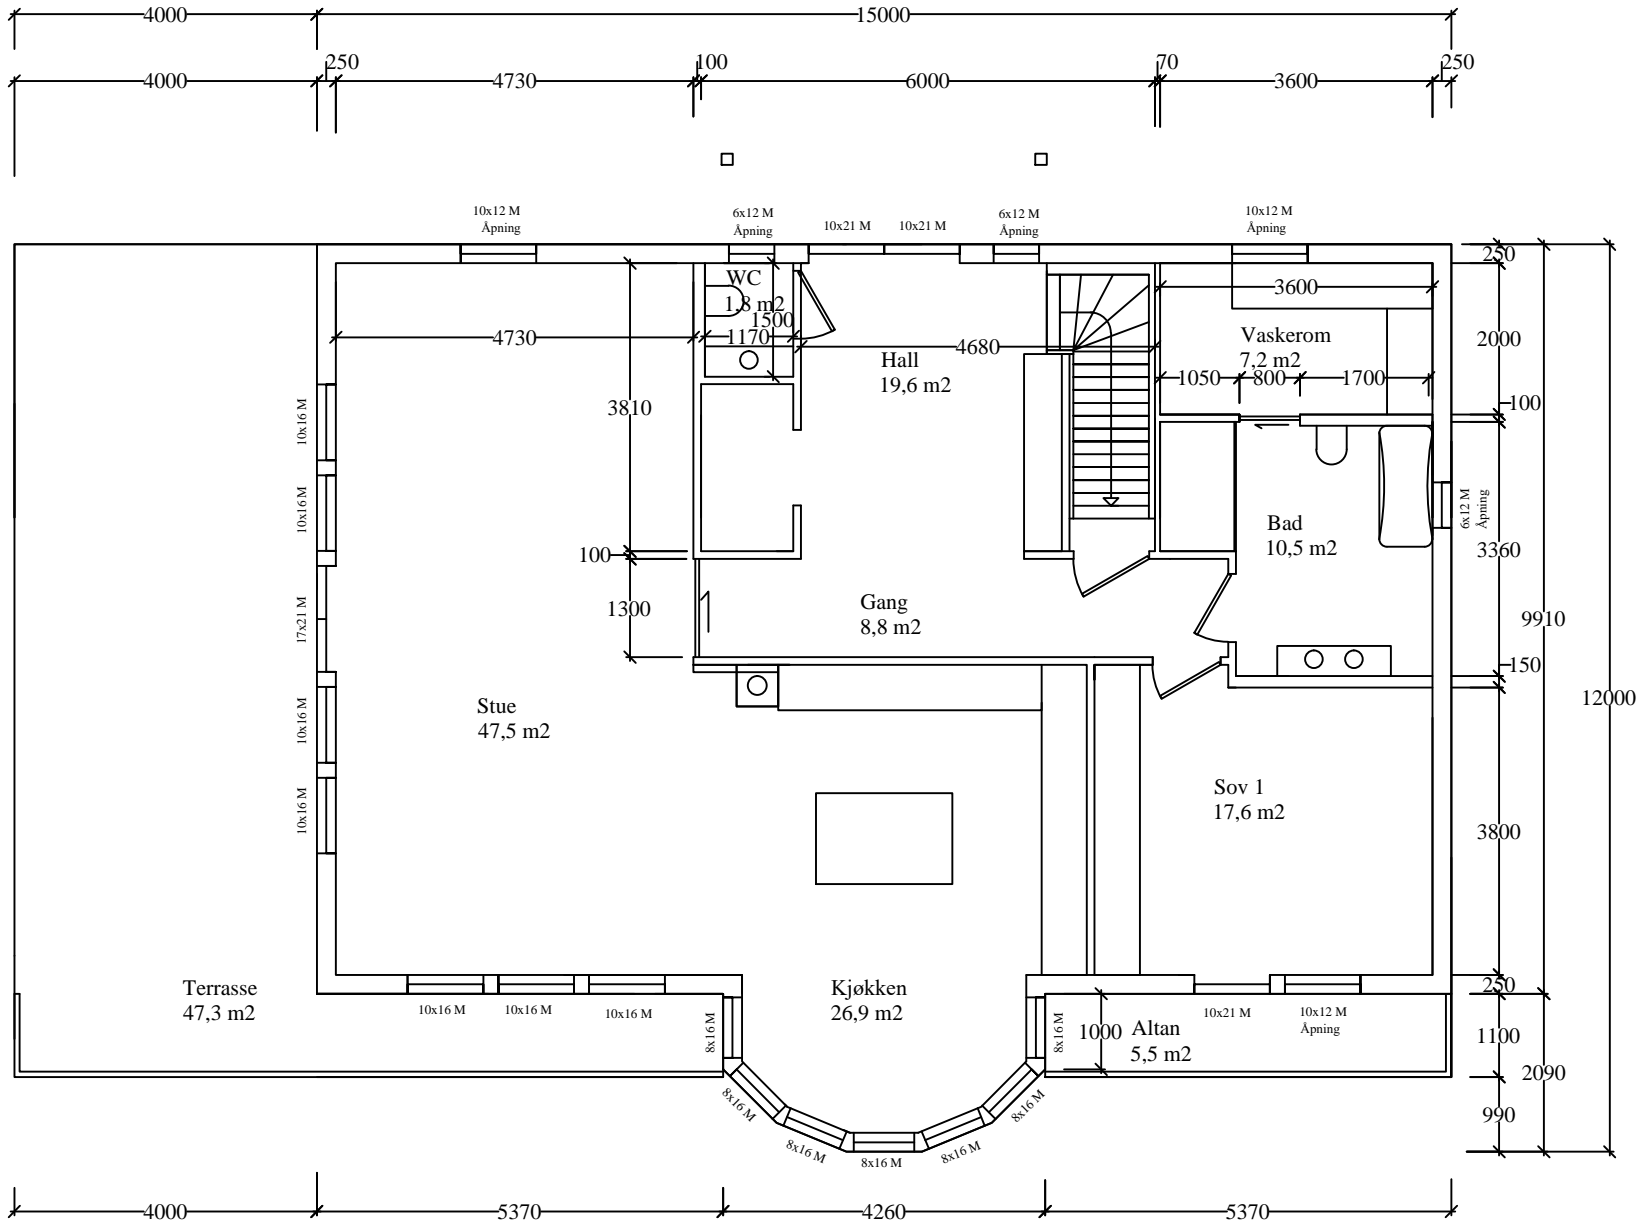 4000
15000
250
100
70
250
4000
4730
6000
3600
10x12 M
Åpning
6x12 M
Åpning
10x21 M
10x21 M
6x12 M
Åpning
10x12 M
Åpning
250
WC
1,8 m2
1500
1170
3600
4730
4680
Vaskerom
7,2 m2
2000
Hall
19,6 m2
1050
800
1700
100
10x16 M
3810
10x16 M
6x12 M
Åpning
Bad
10,5 m2
3360
100
17x21 M
1300
Gang
8,8 m2
9910
150
12000
10x16 M
Stue
47,5 m2
Sov 1
17,6 m2
10x16 M
3800
Terrasse
47,3 m2
Kjøkken
26,9 m2
250
10x16 M
10x16 M
10x16 M
8x16 M
8x16 M
1000
Altan
5,5 m2
10x21 M
10x12 M
Åpning
1100
2090
990
8x16 M
8x16 M
8x16 M
8x16 M
8x16 M
4000
5370
4260
5370